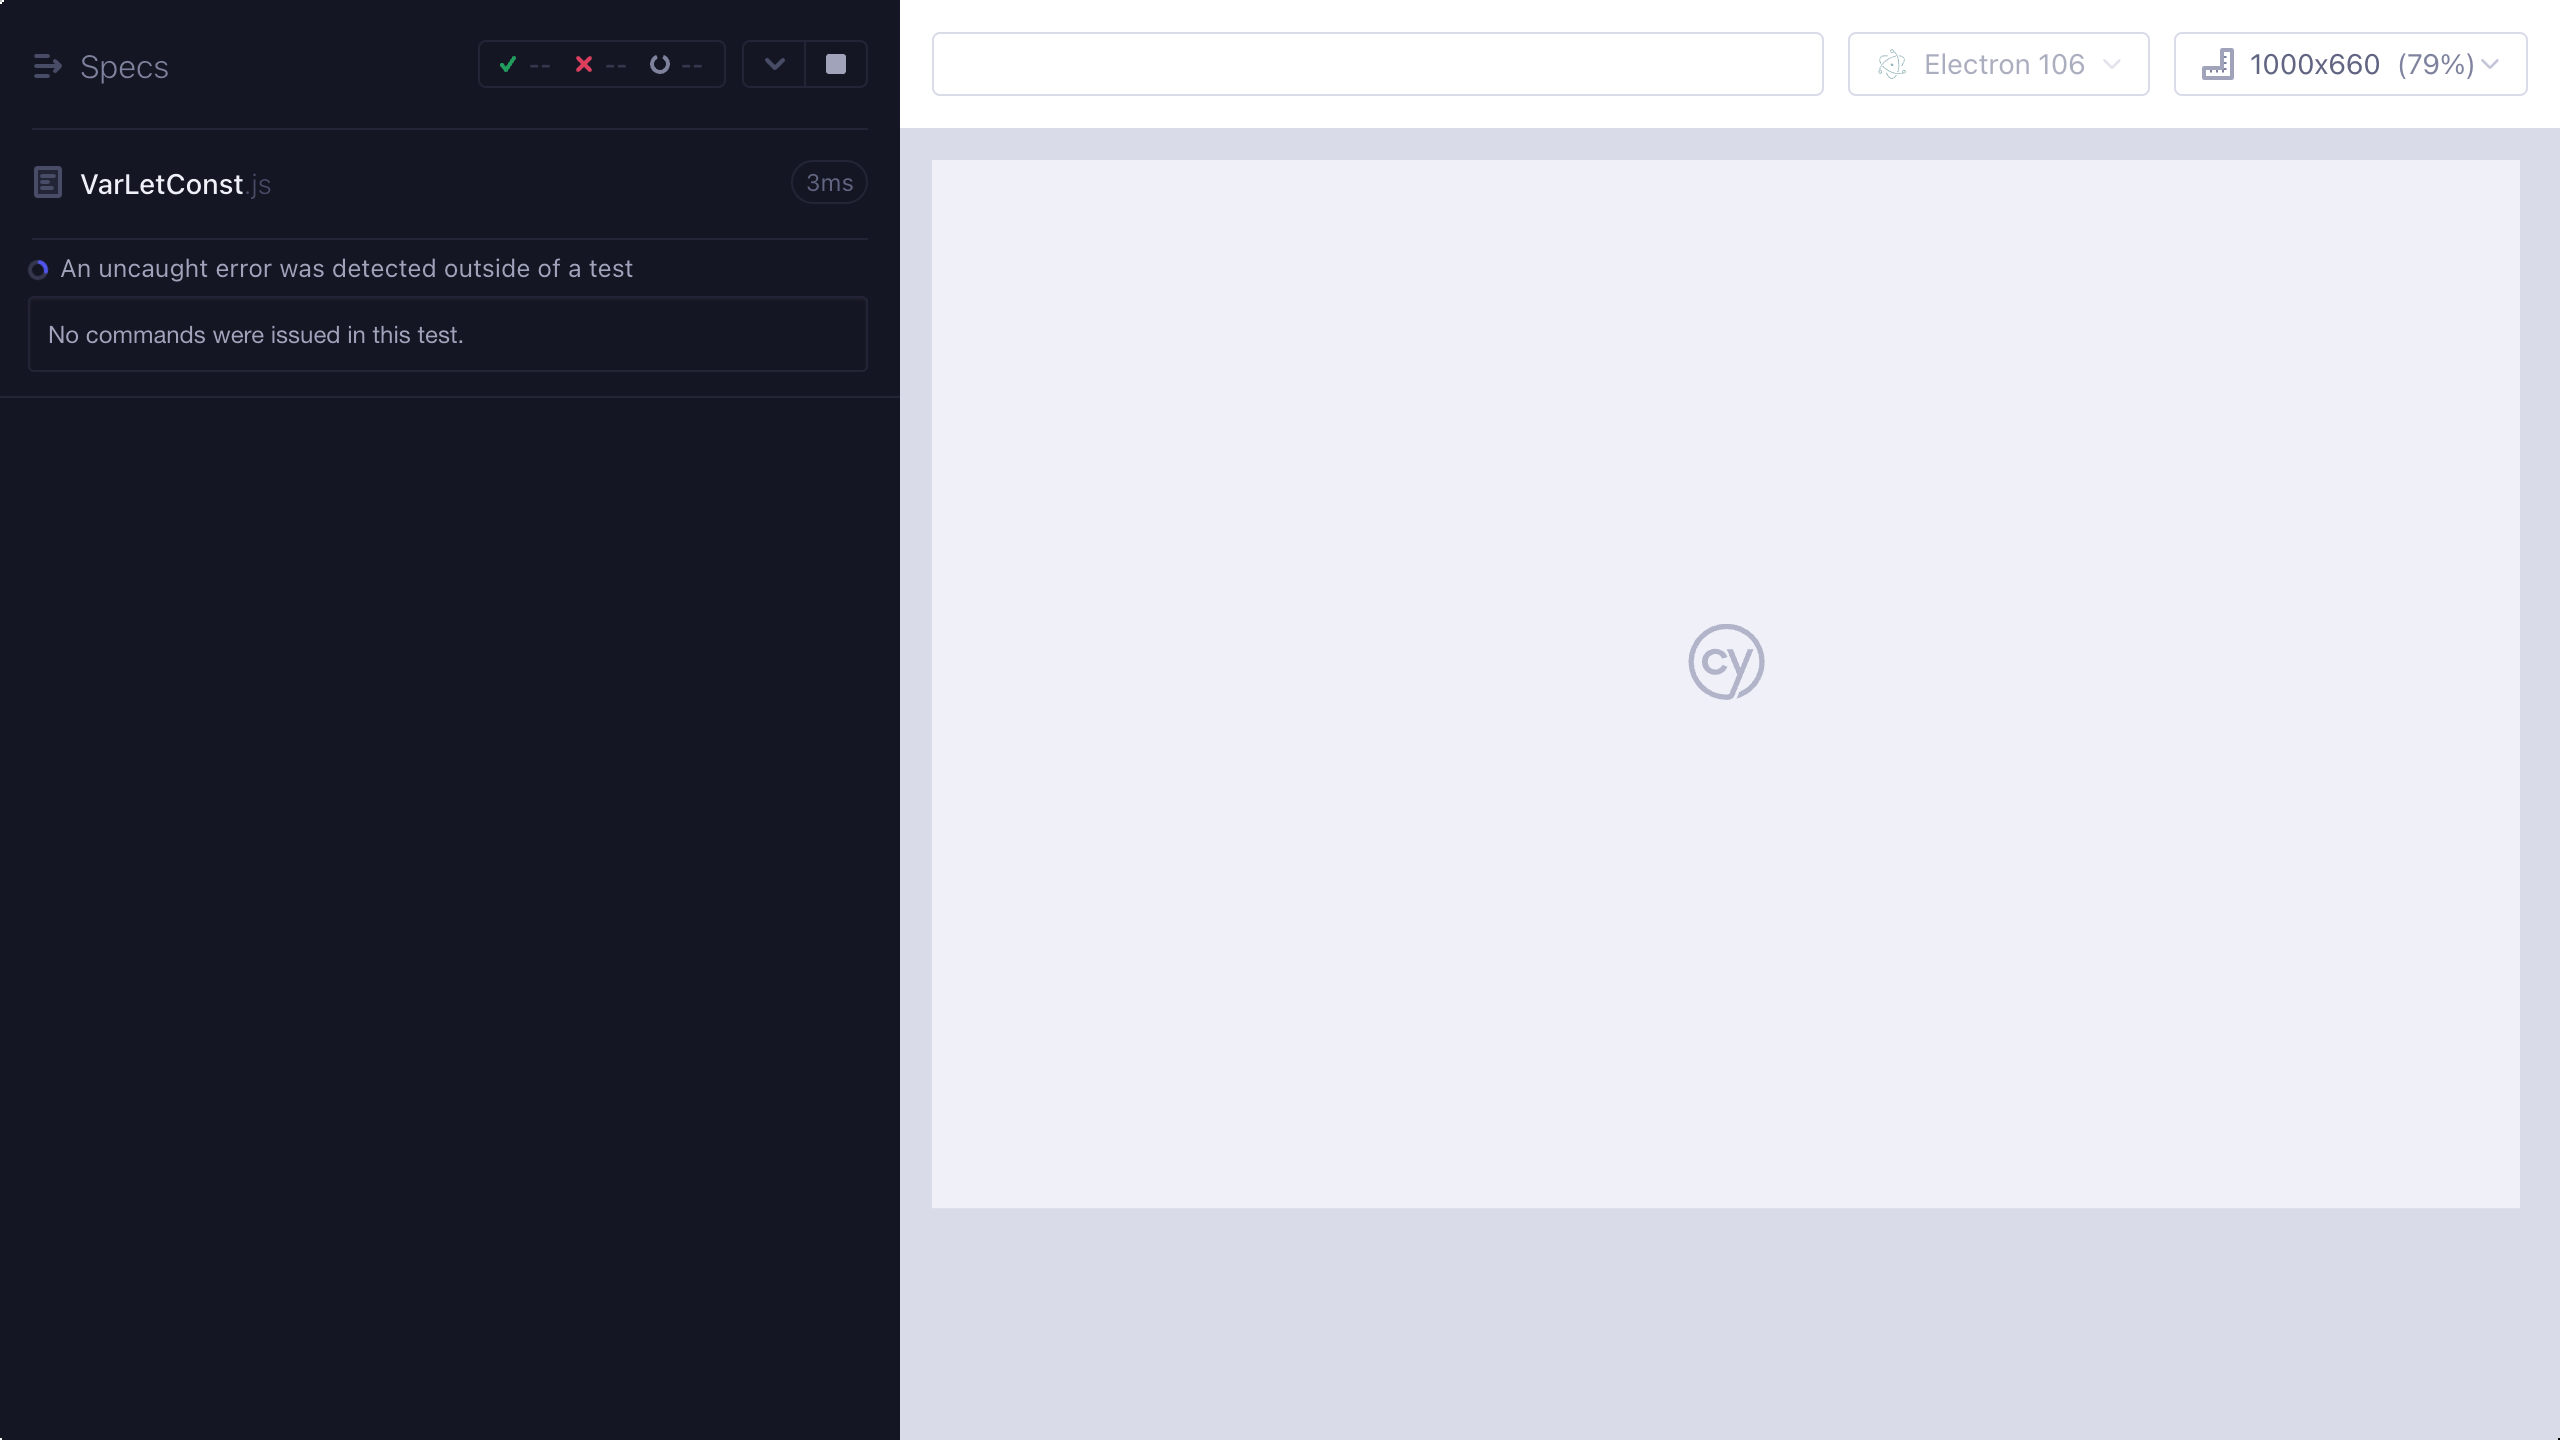 Specs
-- -- --
Electron 106
1000x660 (79%)
VarLetConst.js
3ms
An uncaught error was detected outside of a test
No commands were issued in this test.
cy